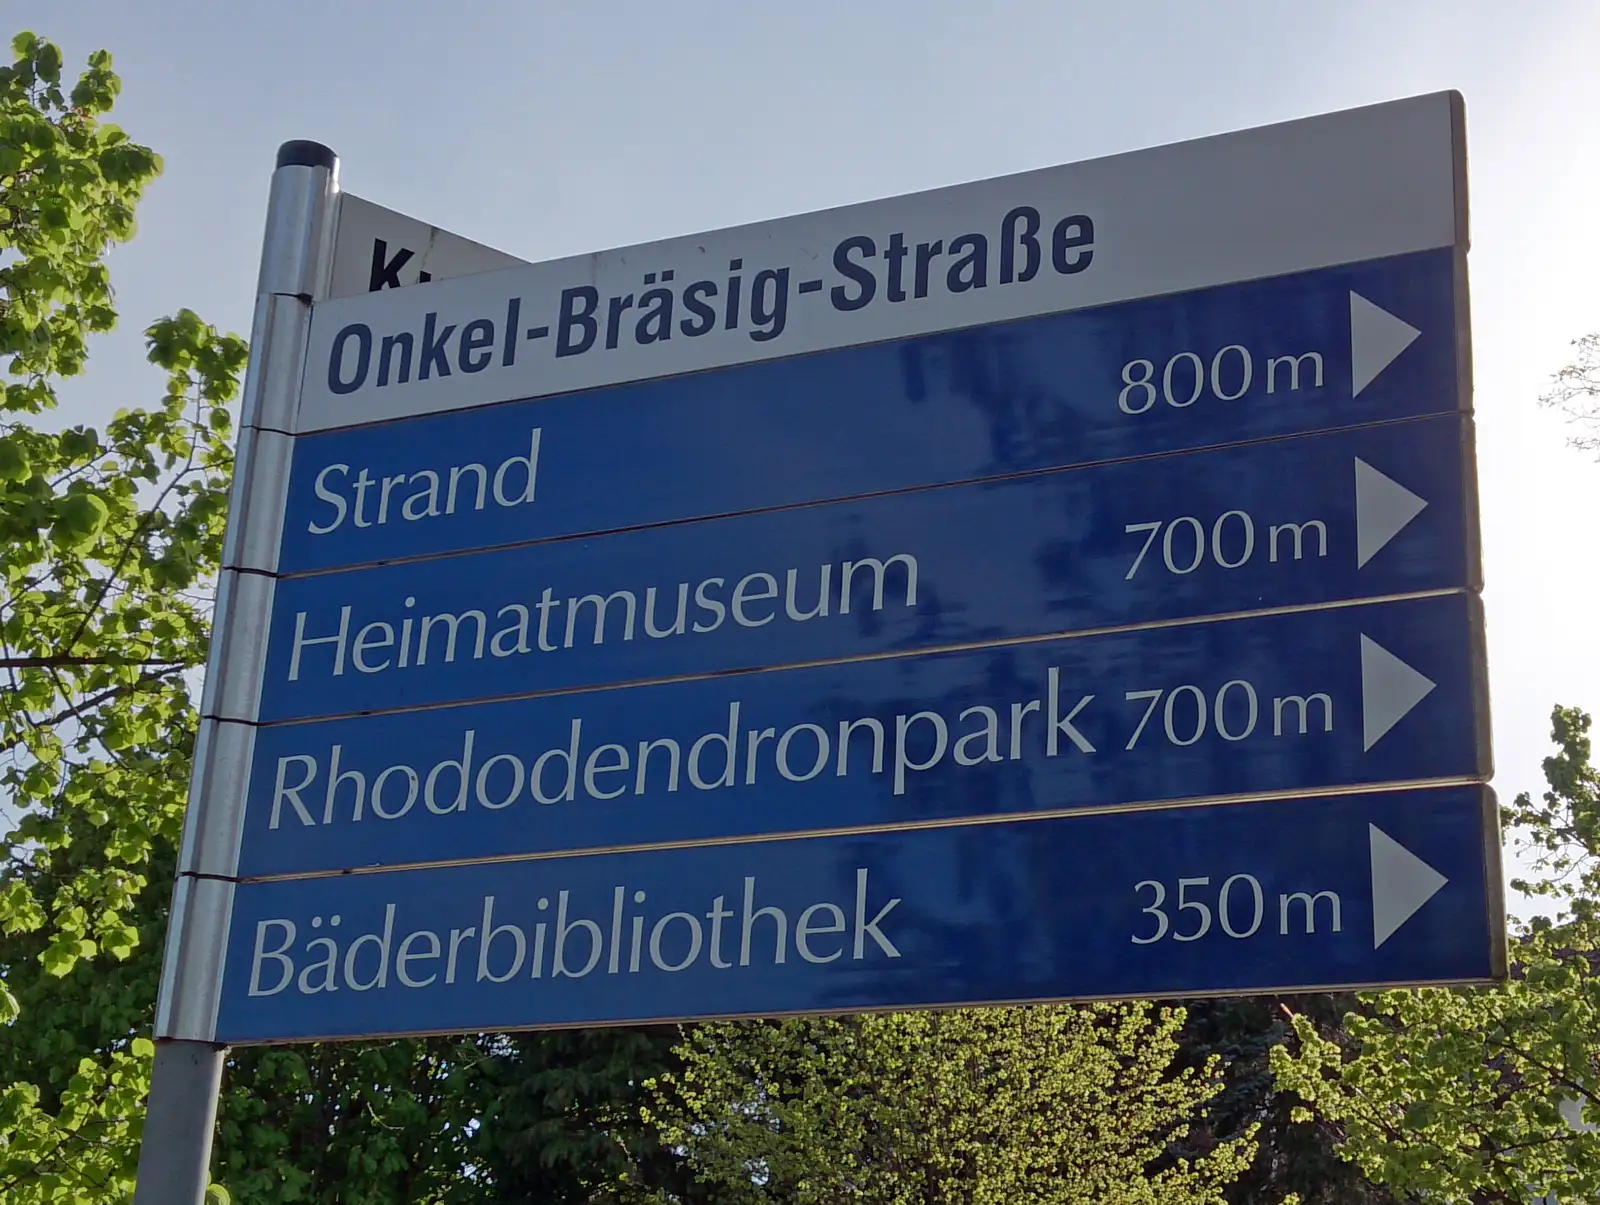 Onkel-Bräsig-Straße
Strand 800 m
Heimatmuseum 700 m
Rhododendronpark 700 m
Bäderbibliothek 350 m